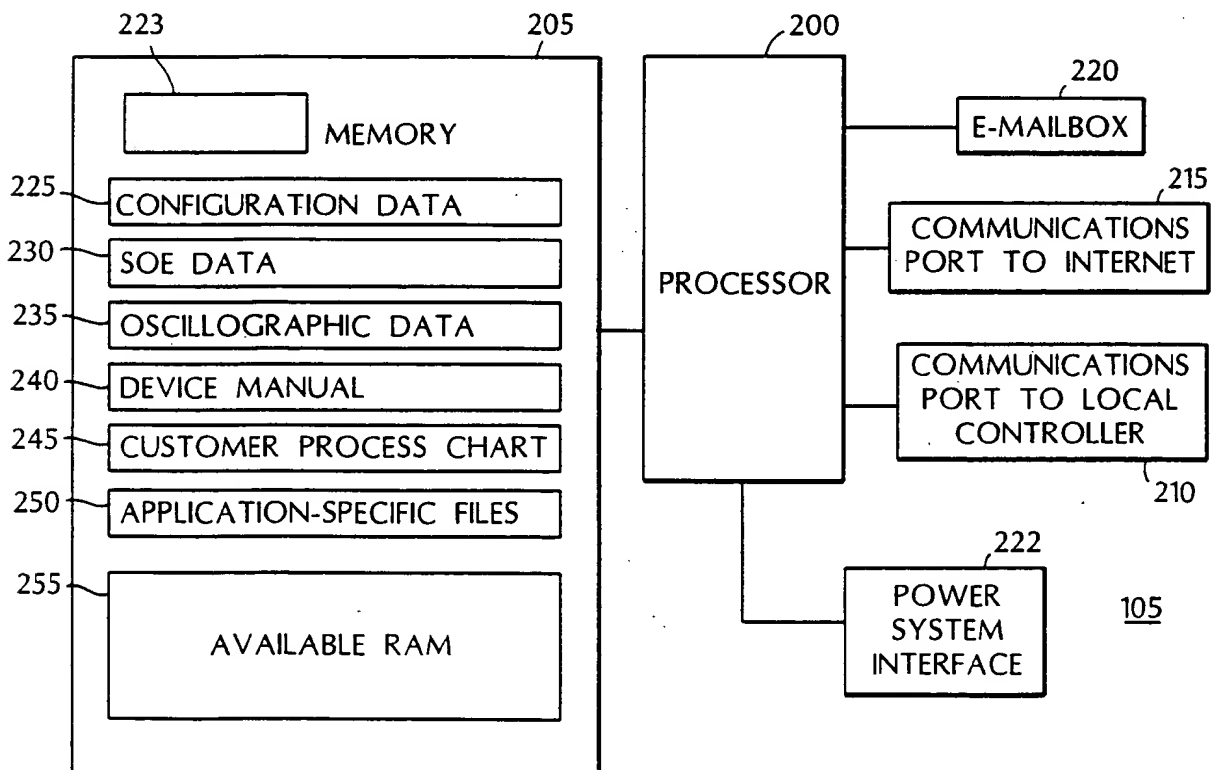 223
205
200
220
E-MAILBOX
MEMORY
225
CONFIGURATION DATA
215
COMMUNICATIONS
PORT TO INTERNET
230
SOE DATA
PROCESSOR
235
OSCILLOGRAPHIC DATA
240
DEVICE MANUAL
COMMUNICATIONS
PORT TO LOCAL
CONTROLLER
210
245
CUSTOMER PROCESS CHART
250
APPLICATION-SPECIFIC FILES
222
POWER
SYSTEM
INTERFACE
105
255
AVAILABLE RAM